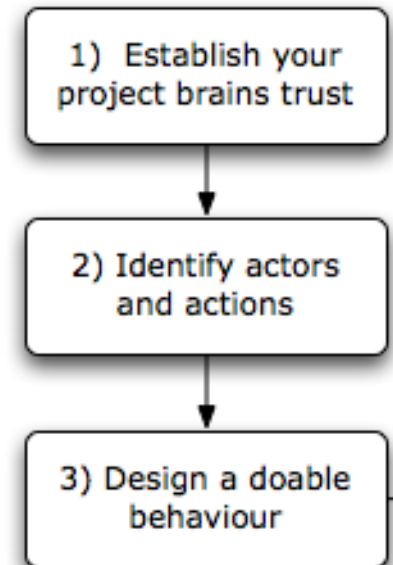 1) Establish your
project brains trust
2) Identify actors
and actions
3) Design a doable
behaviour